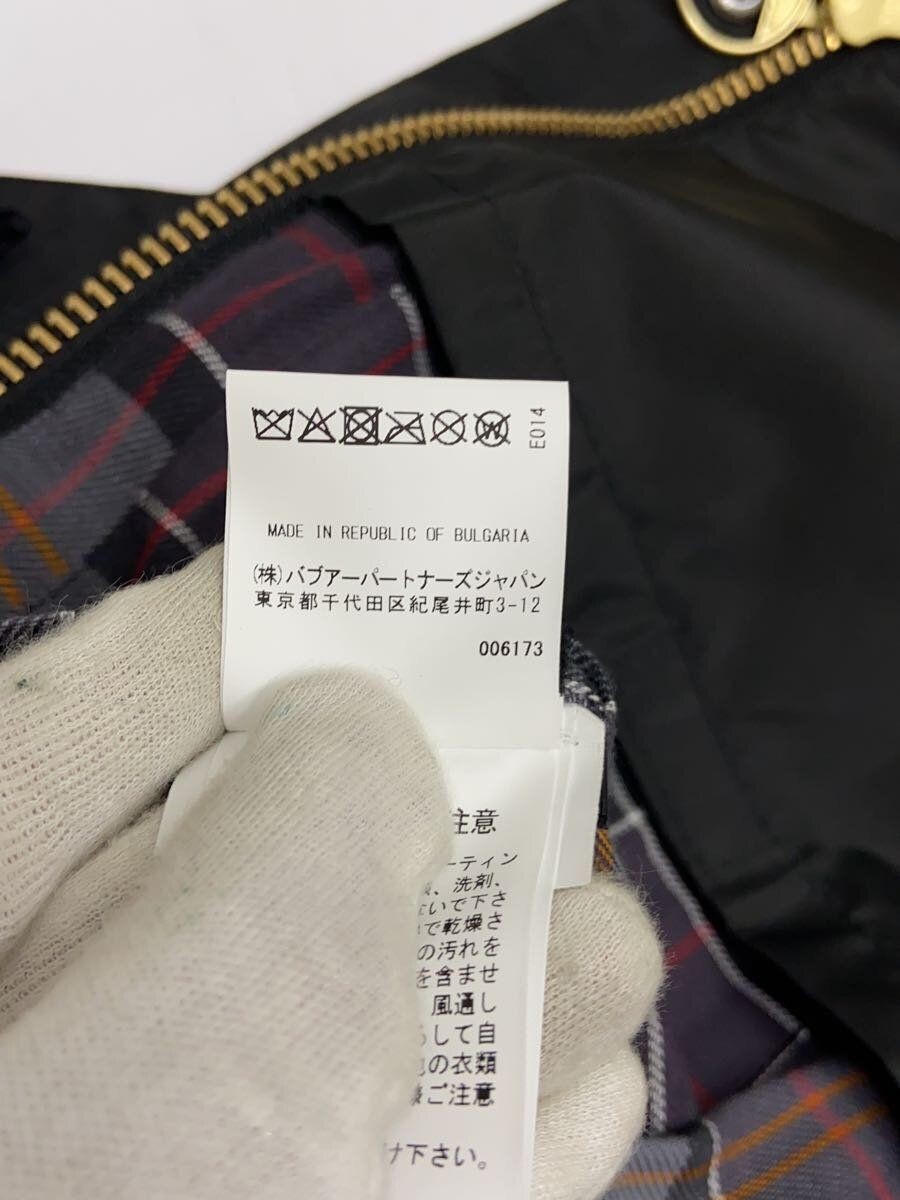 E014
MADE IN REPUBLIC OF BULGARIA
(株)バブアーパートナーズジャパン
東京都千代田区紀尾井町3-12
006173
注意
ーティン
、洗剤、
ないで下さ
で乾燥さ
の汚れを
を含ませ
風通し
して自
の衣類
ご注意
け下さい。